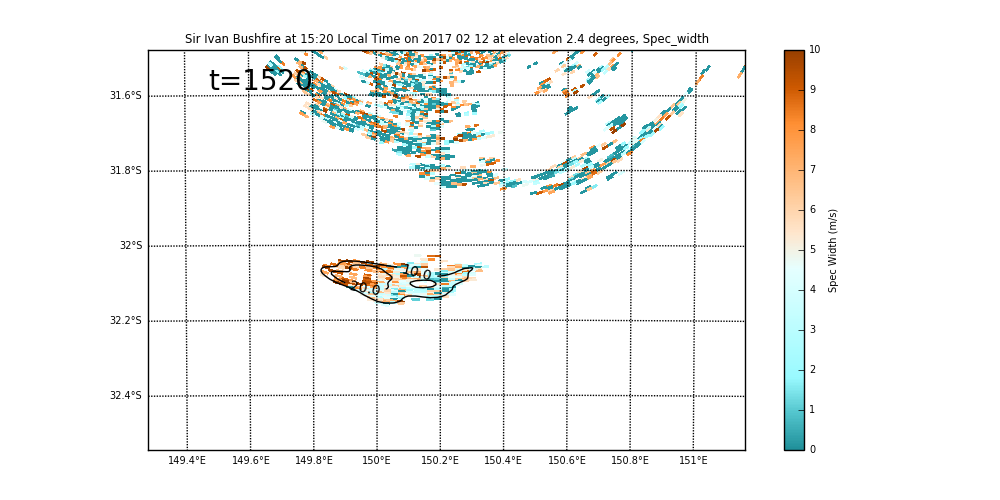 Sir Ivan Bushfire at 15:20 Local Time on 2017 02 12 at elevation 2.4 degrees, Spec_width
t=1520
31.6°S
31.8°S
32°S
32.2°S
32.4°S
10.0
20.0
149.4°E 149.6°E 149.8°E 150°E 150.2°E 150.4°E 150.6°E 150.8°E 151°E
10
9
8
7
6
5
4
3
2
1
0
Spec Width (m/s)